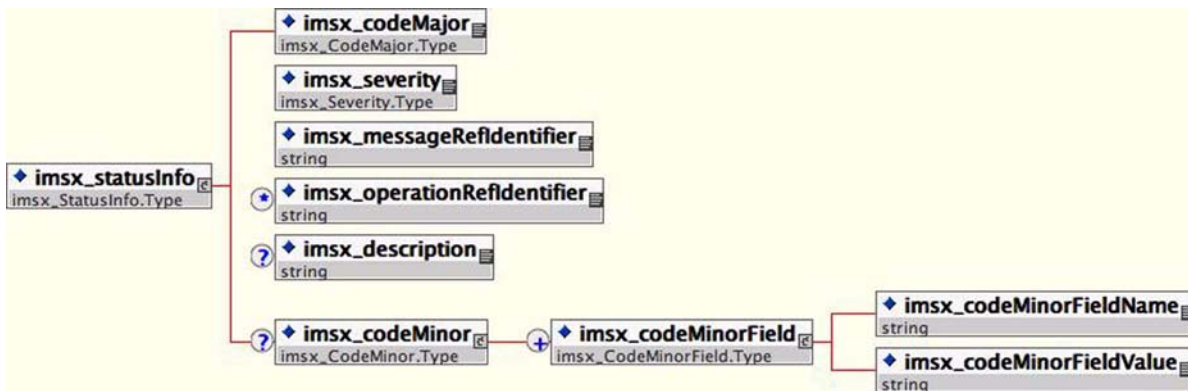 imsx_codeMajor
imsx_CodeMajor.Type
imsx_severity
imsx_Severity.Type
imsx_messageRefIdentifier
string
imsx_statusInfo
imsx_StatusInfo.Type
* imsx_operationRefIdentifier
string
? imsx_description
string
? imsx_codeMinor
imsx_CodeMinor.Type
+ imsx_codeMinorField
imsx_CodeMinorField.Type
imsx_codeMinorFieldName
string
imsx_codeMinorFieldValue
string